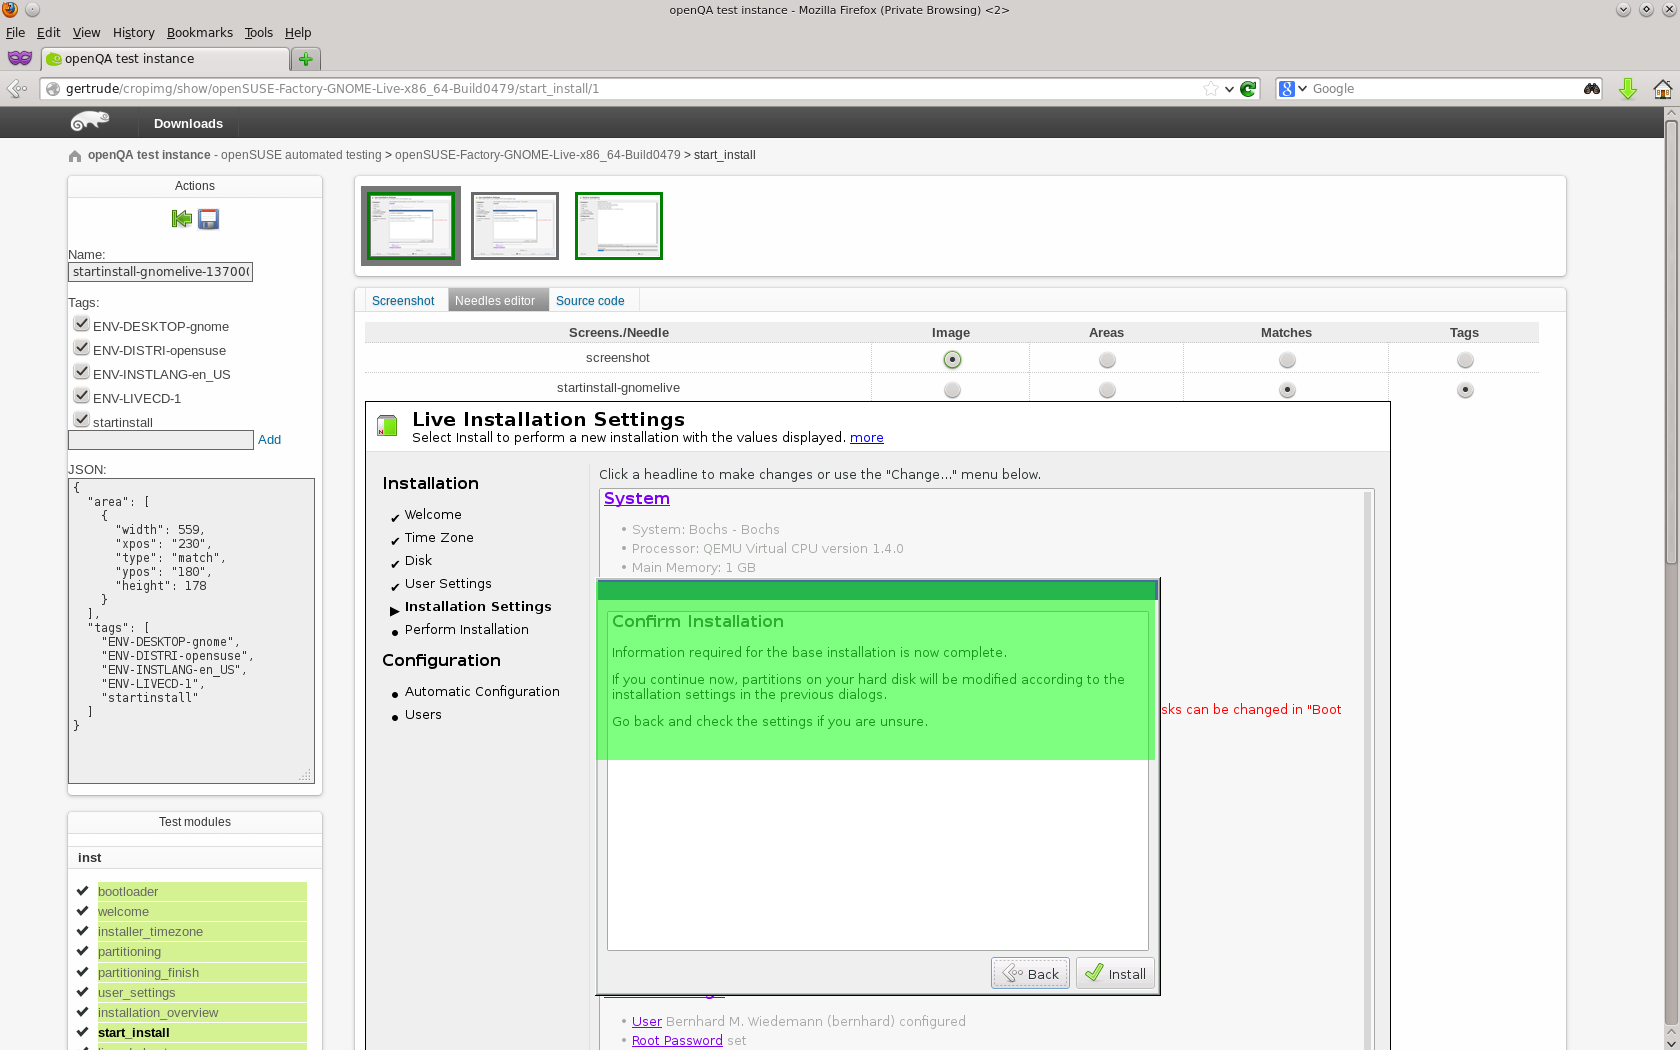 openQA test instance - Mozilla Firefox (Private Browsing) <2>
File Edit View History Bookmarks Tools Help
openQA test instance
gertrude/cropimg/show/openSUSE-Factory-GNOME-Live-x86_64-Build0479/start_install/1
8 Google
Downloads
openQA test instance - openSUSE automated testing > openSUSE-Factory-GNOME-Live-x86_64-Build0479 > start_install
Actions
Name:
startinstall-gnomelive-13700
Tags:
ENV-DESKTOP-gnome
ENV-DISTRI-opensuse
ENV-INSTLANG-en_US
ENV-LIVECD-1
startinstall
Add
JSON:
{
"area": [
{
"width": 559,
"xpos": "230",
"type": "match",
"ypos": "180",
"height": 178
}
],
"tags": [
"ENV-DESKTOP-gnome",
"ENV-DISTRI-opensuse",
"ENV-INSTLANG-en_US",
"ENV-LIVECD-1",
"startinstall"
]
}
Test modules
inst
bootloader
welcome
installer_timezone
partitioning
partitioning_finish
user_settings
installation_overview
start_install
Screenshot Needles editor Source code
Screens./Needle Image Areas Matches Tags
screenshot
startinstall-gnomelive
Live Installation Settings
Select Install to perform a new installation with the values displayed. more
Installation
Welcome
Time Zone
Disk
User Settings
Installation Settings
Perform Installation
Configuration
Automatic Configuration
Users
Click a headline to make changes or use the "Change..." menu below.
System
• System: Bochs - Bochs
• Processor: QEMU Virtual CPU version 1.4.0
• Main Memory: 1 GB
Confirm Installation
Information required for the base installation is now complete.
If you continue now, partitions on your hard disk will be modified according to the
installation settings in the previous dialogs.
Go back and check the settings if you are unsure.
sks can be changed in "Boot
Back Install
• User Bernhard M. Wiedemann (bernhard) configured
• Root Password set